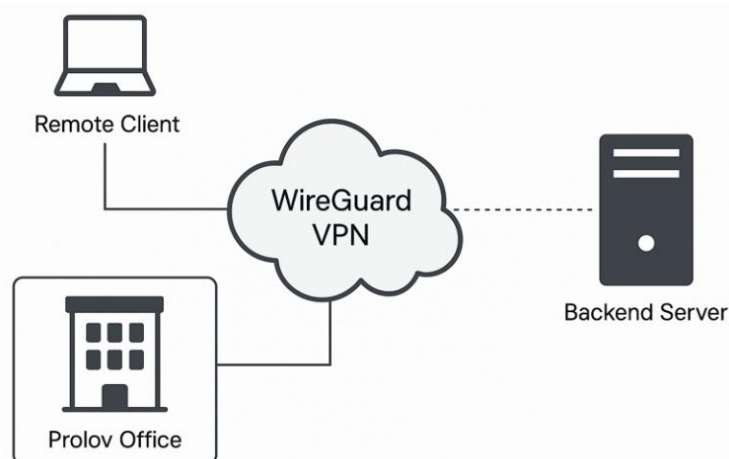 Remote Client
WireGuard
VPN
Backend Server
Prolov Office